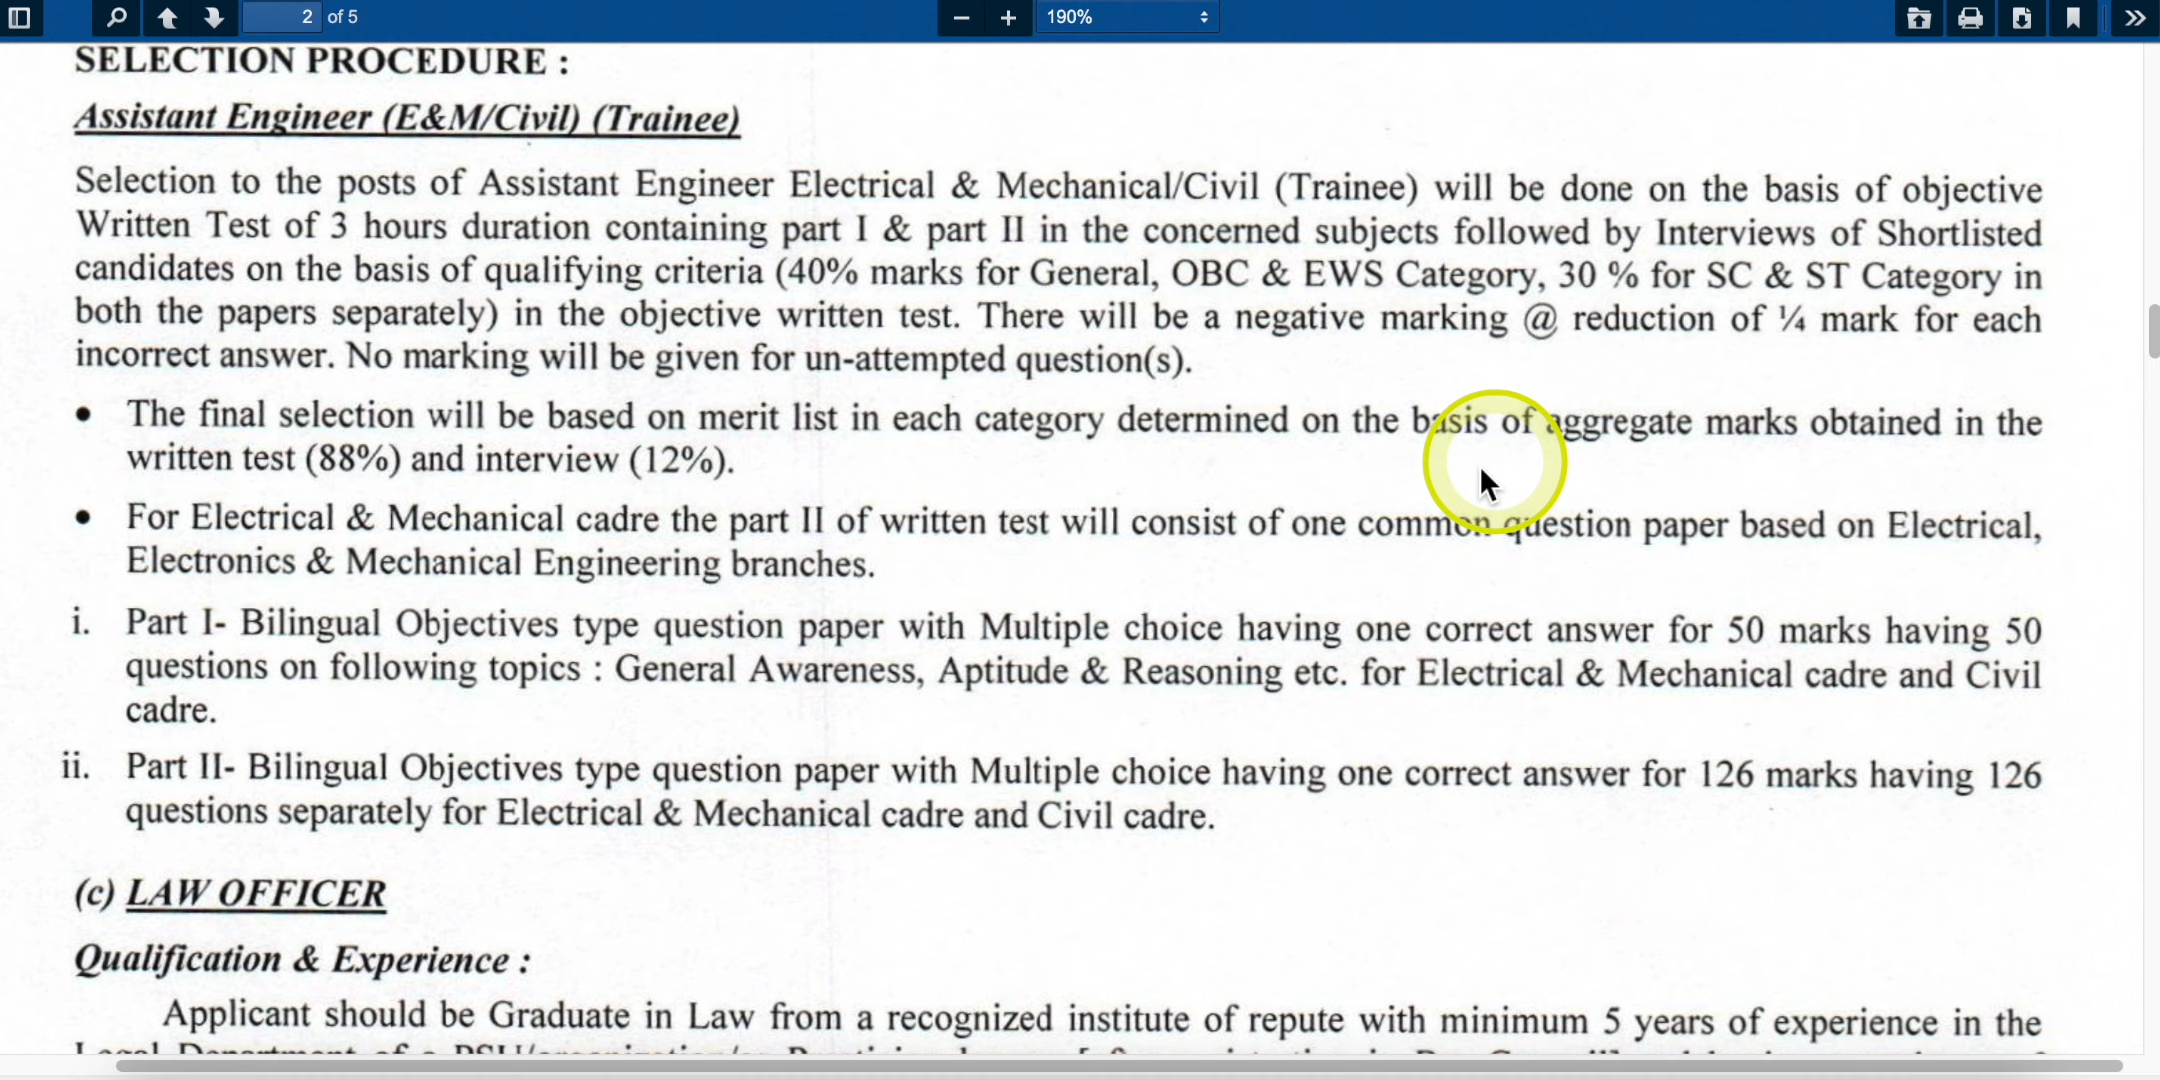 2 of 5
190%
SELECTION PROCEDURE :
Assistant Engineer (E&M/Civil) (Trainee)
Selection to the posts of Assistant Engineer Electrical & Mechanical/Civil (Trainee) will be done on the basis of objective
Written Test of 3 hours duration containing part I & part II in the concerned subjects followed by Interviews of Shortlisted
candidates on the basis of qualifying criteria (40% marks for General, OBC & EWS Category, 30 % for SC & ST Category in
both the papers separately) in the objective written test. There will be a negative marking @ reduction of ¼ mark for each
incorrect answer. No marking will be given for un-attempted question(s).
• The final selection will be based on merit list in each category determined on the basis of aggregate marks obtained in the
written test (88%) and interview (12%).
• For Electrical & Mechanical cadre the part II of written test will consist of one common question paper based on Electrical,
Electronics & Mechanical Engineering branches.
i. Part I- Bilingual Objectives type question paper with Multiple choice having one correct answer for 50 marks having 50
questions on following topics : General Awareness, Aptitude & Reasoning etc. for Electrical & Mechanical cadre and Civil
cadre.
ii. Part II- Bilingual Objectives type question paper with Multiple choice having one correct answer for 126 marks having 126
questions separately for Electrical & Mechanical cadre and Civil cadre.
(c) LAW OFFICER
Qualification & Experience :
Applicant should be Graduate in Law from a recognized institute of repute with minimum 5 years of experience in the
Legal Department of a